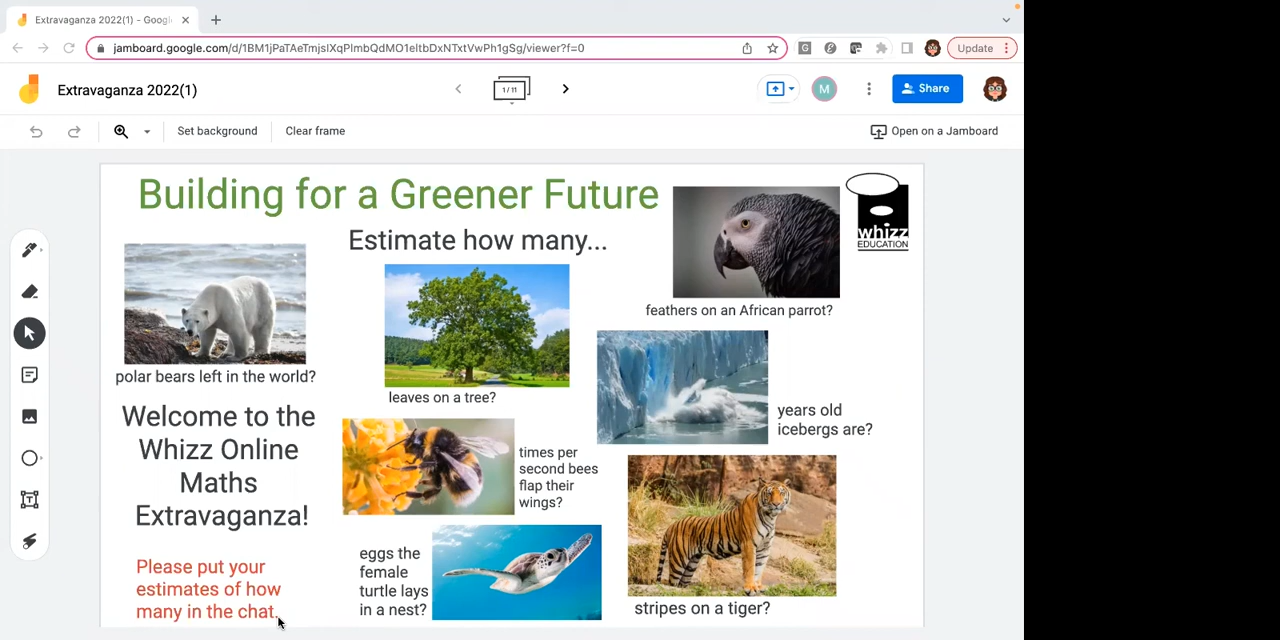 Extravaganza 2022(1) - Googl
jamboard.google.com/d/1BM1jPaTAeTmjsIXqPlmbQdMO1eltbDxNTxtVwPh1gSg/viewer?f=0
Update
Extravaganza 2022(1)
1/11
M
Share
Set background
Clear frame
Open on a Jamboard
Building for a Greener Future
Estimate how many...
whizz
EDUCATION
feathers on an African parrot?
polar bears left in the world?
leaves on a tree?
years old
icebergs are?
Welcome to the
Whizz Online
Maths
Extravaganza!
times per
second bees
flap their
wings?
Please put your
estimates of how
many in the chat.
eggs the
female
turtle lays
in a nest?
stripes on a tiger?